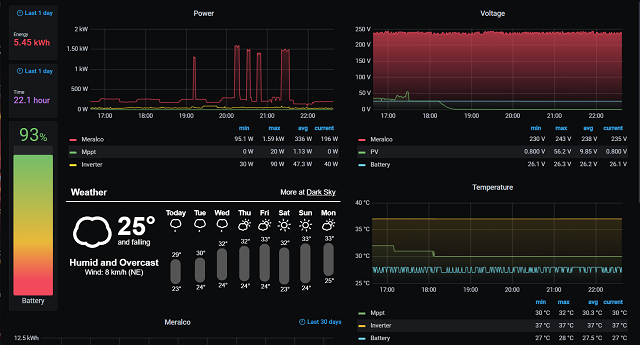 Last 1 day
Energy
5.45 kWh
Last 1 day
Time
22.1 hour
93%
Battery
Power
2 kW
1.50 kW
1 kW
500 W
0 W
17:00 18:00 19:00 20:00 21:00 22:00
min max avg current
Meralco 95.1 W 1.59 kW 336 W 196 W
Mppt 0 W 20 W 1.13 W 0 W
Inverter 30 W 90 W 47.3 W 40 W
Voltage
250 V
200 V
150 V
100 V
50 V
0 V
17:00 18:00 19:00 20:00 21:00 22:00
min max avg current
Meralco 230 V 243 V 238 V 235 V
PV 0.800 V 56.2 V 9.85 V 0.800 V
Battery 26.1 V 26.3 V 26.2 V 26.1 V
Weather
More at Dark Sky
25°
and falling
Humid and Overcast
Wind: 8 km/h (NE)
Today Tue Wed Thu Fri Sat Sun Mon
29° 30° 32° 32° 33° 32° 33° 33°
23° 24° 24° 24° 24° 24° 24° 25°
Temperature
40 °C
35 °C
30 °C
25 °C
17:00 18:00 19:00 20:00 21:00 22:00
min max avg current
Mppt 30 °C 32 °C 30.3 °C 30 °C
Inverter 37 °C 37 °C 37 °C 37 °C
Battery 27 °C 28 °C 27.5 °C 27 °C
Meralco
Last 30 days
12.5 kWh